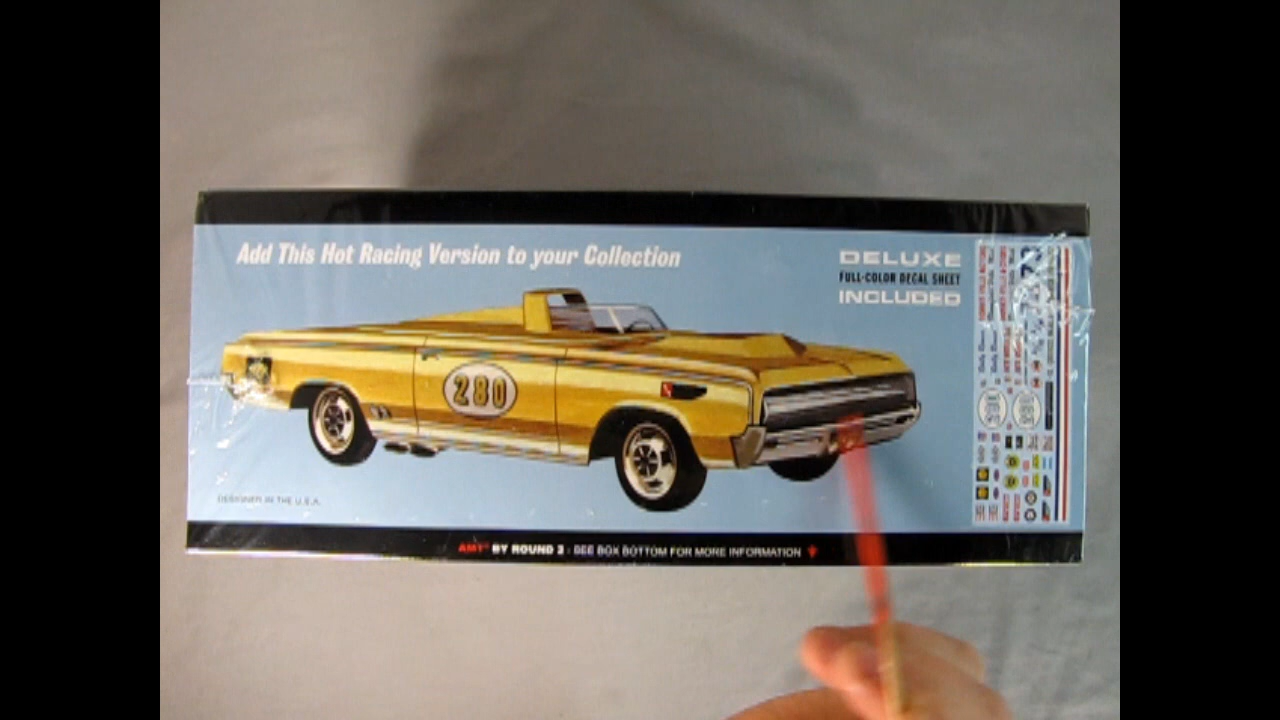 Add This Hot Racing Version to your Collection
DELUXE
FULL-COLOR DECAL SHEET
INCLUDED
280
DESIGNED IN THE U.S.A.
AMT® BY ROUND 2 · SEE BOX BOTTOM FOR MORE INFORMATION